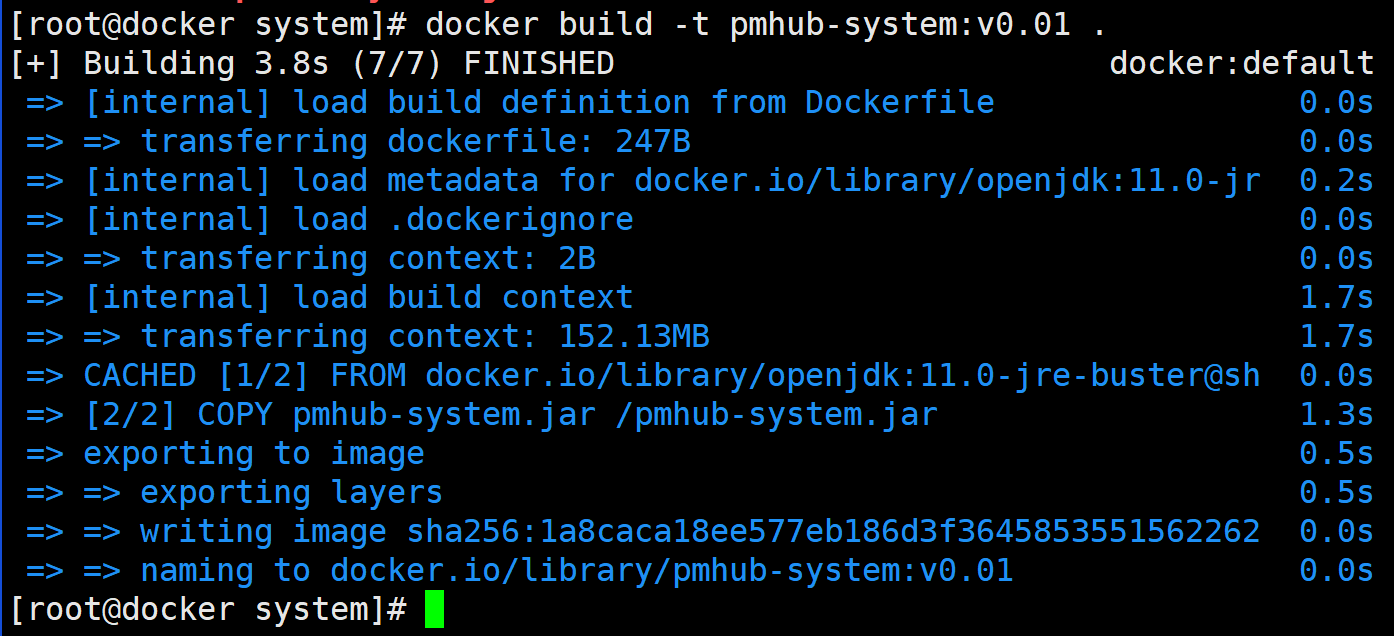 [root@docker system]# docker build -t pmhub-system:v0.01 .
[+] Building 3.8s (7/7) FINISHED docker:default
=> [internal] load build definition from Dockerfile 0.0s
=> => transferring dockerfile: 247B 0.0s
=> [internal] load metadata for docker.io/library/openjdk:11.0-jr 0.2s
=> [internal] load .dockerignore 0.0s
=> => transferring context: 2B 0.0s
=> [internal] load build context 1.7s
=> => transferring context: 152.13MB 1.7s
=> CACHED [1/2] FROM docker.io/library/openjdk:11.0-jre-buster@sh 0.0s
=> [2/2] COPY pmhub-system.jar /pmhub-system.jar 1.3s
=> exporting to image 0.5s
=> => exporting layers 0.5s
=> => writing image sha256:1a8caca18ee577eb186d3f3645853551562262 0.0s
=> => naming to docker.io/library/pmhub-system:v0.01 0.0s
[root@docker system]#